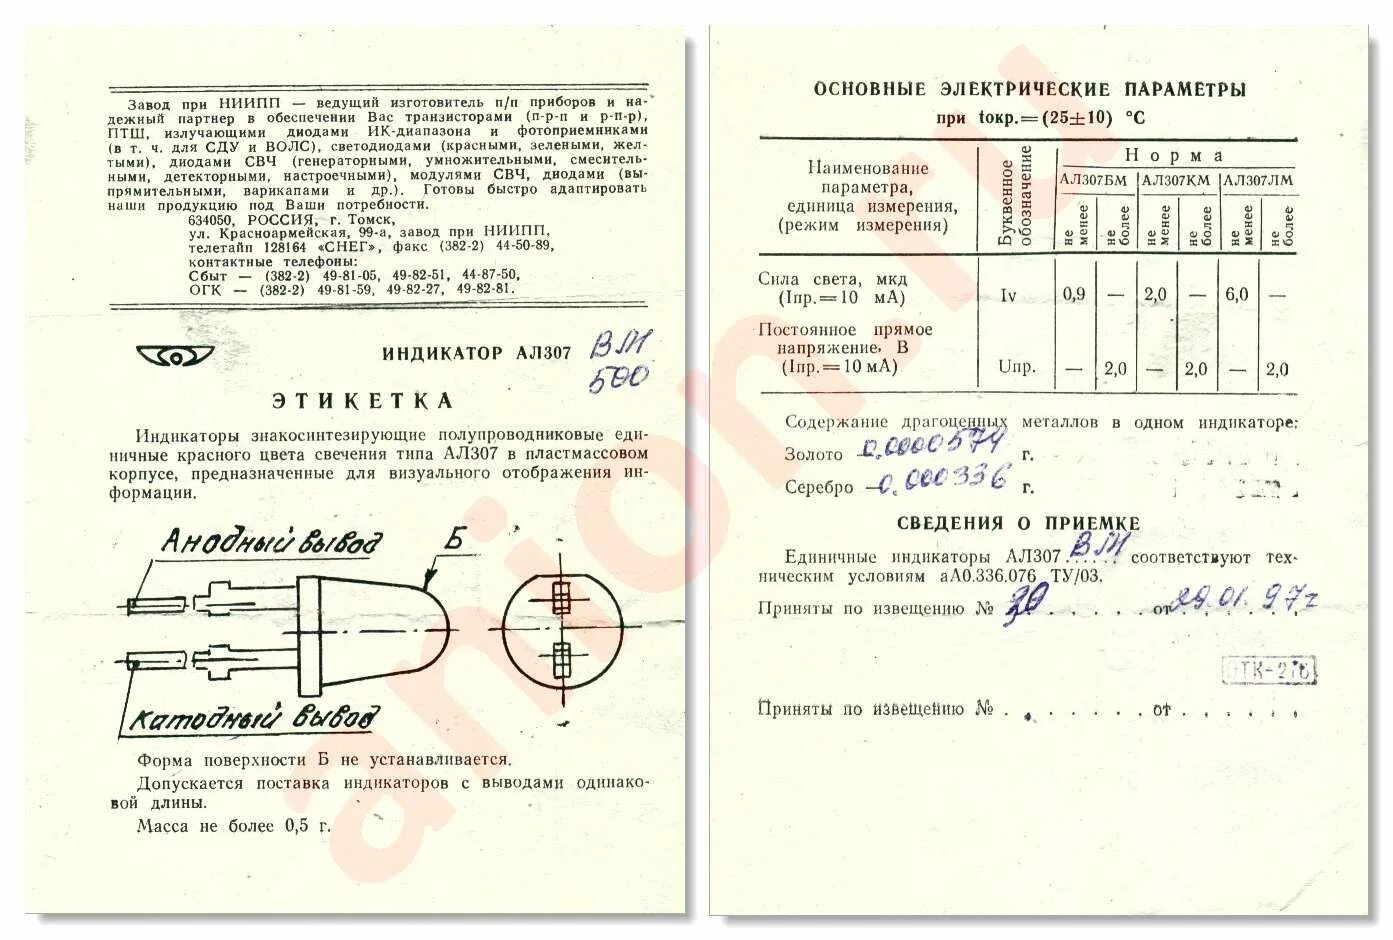 Завод при НИИПП — ведущий изготовитель п/п приборов и на-
дежный партнер в обеспечении Вас транзисторами (п-р-п и р-п-р),
ПТШ, излучающими диодами ИК-диапазона и фотоприемниками
(в т. ч. для СДУ и ВОЛС), светодиодами (красными, зелеными, жел-
тыми), диодами СВЧ (генераторными, умножительными, смеситель-
ными, детекторными, настроечными), модулями СВЧ, диодами (вы-
прямительными, варикапами и др.). Готовы быстро адаптировать
наши продукцию под Ваши потребности.
634050, РОССИЯ, г. Томск,
ул. Красноармейская, 99-а, завод при НИИПП,
телетайп 128164 «СНЕГ», факс (382-2) 44-50-89,
контактные телефоны:
Сбыт — (382-2) 49-81-05, 49-82-51, 44-87-50,
ОГК — (382-2) 49-81-59, 49-82-27, 49-82-81.
ИНДИКАТОР АЛ307 ВМ
500
ЭТИКЕТКА
Индикаторы знакосинтезирующие полупроводниковые еди-
ничные красного цвета свечения типа АЛ307 в пластмассовом
корпусе, предназначенные для визуального отображения ин-
формации.
Анодный вывод
Б
Катодный вывод
Форма поверхности Б не устанавливается.
Допускается поставка индикаторов с выводами одинако-
вой длины.
Масса не более 0,5 г.
ОСНОВНЫЕ ЭЛЕКТРИЧЕСКИЕ ПАРАМЕТРЫ
при tокр.=(25±10) °С
Наименование
параметра,
единица измерения,
(режим измерения)
Буквенное
обозначение
Норма
АЛ307БМ АЛ307КМ АЛ307ЛМ
не менее не более не менее не более не менее не более
Сила света, мкд
(Iпр.=10 мА) Iv 0,9 — 2,0 — 6,0 —
Постоянное прямое
напряжение, В
(Iпр.=10 мА) Uпр. — 2,0 — 2,0 — 2,0
Содержание драгоценных металлов в одном индикаторе:
Золото —0.0000574 г.
Серебро —0.000336 г.
СВЕДЕНИЯ О ПРИЕМКЕ
Единичные индикаторы АЛ307 ВМ соответствуют тех-
ническим условиям аА0.336.076 ТУ/03.
Приняты по извещению № . . . . . от 29.01.97г
ОТК-276
Приняты по извещению № . . . . . . . от . . . . . .
anion.ru